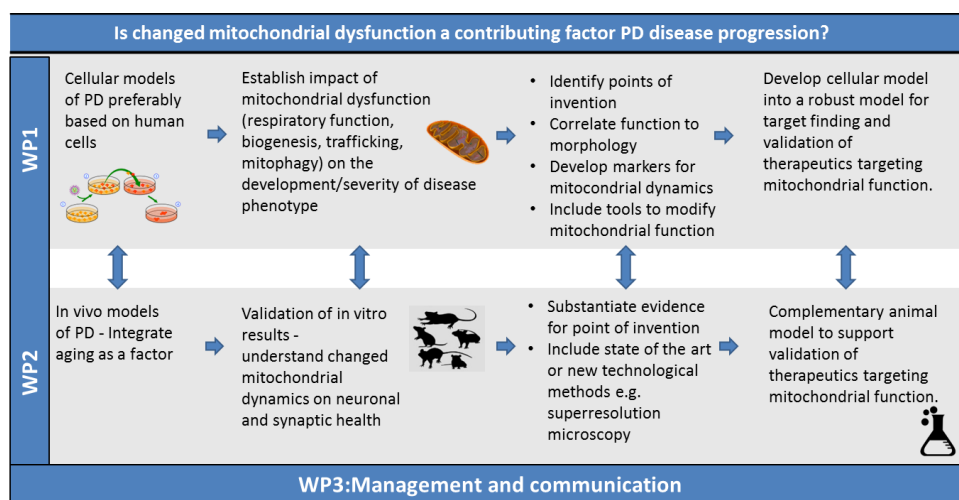 Is changed mitochondrial dysfunction a contributing factor PD disease progression?
WP1
Cellular models
of PD preferably
based on human
cells
Establish impact of
mitochondrial dysfunction
(respiratory function,
biogenesis, trafficking,
mitophagy) on the
development/severity of disease
phenotype
• Identify points of
invention
• Correlate function to
morphology
• Develop markers for
mitocondrial dynamics
• Include tools to modify
mitochondrial function
Develop cellular model
into a robust model for
target finding and
validation of
therapeutics targeting
mitochondrial function.
WP2
In vivo models
of PD - Integrate
aging as a factor
Validation of in vitro
results -
understand changed
mitochondrial
dynamics on neuronal
and synaptic health
• Substantiate evidence
for point of invention
• Include state of the art
or new technological
methods e.g.
superresolution
microscopy
Complementary animal
model to support
validation of
therapeutics targeting
mitochondrial function.
WP3:Management and communication